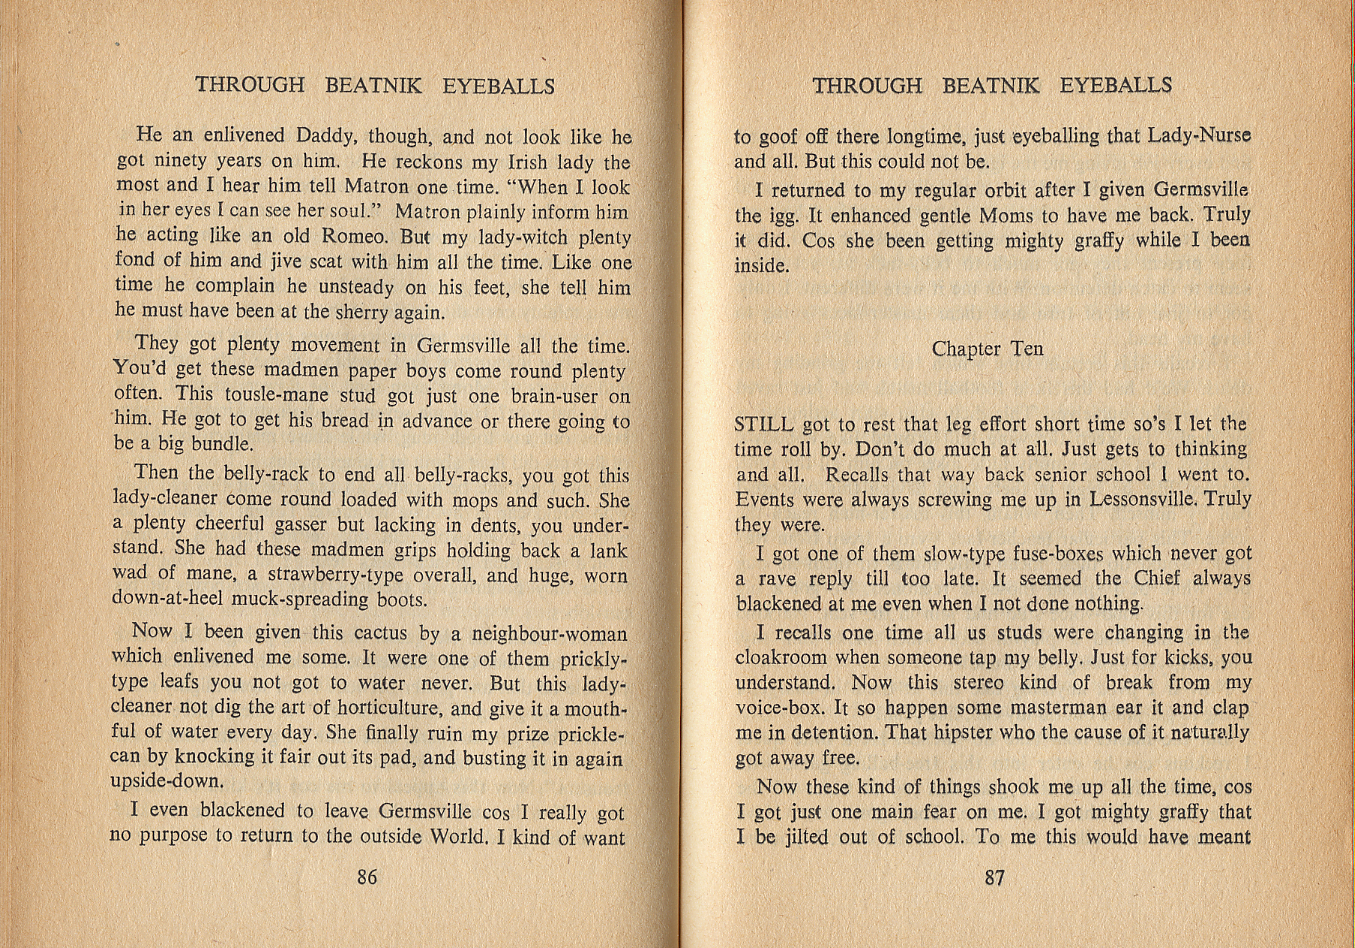 THROUGH BEATNIK EYEBALLS
He an enlivened Daddy, though, and not look like he
got ninety years on him. He reckons my Irish lady the
most and I hear him tell Matron one time. “When I look
in her eyes I can see her soul.” Matron plainly inform him
he acting like an old Romeo. But my lady-witch plenty
fond of him and jive scat with him all the time. Like one
time he complain he unsteady on his feet, she tell him
he must have been at the sherry again.
They got plenty movement in Germsville all the time.
You’d get these madmen paper boys come round plenty
often. This tousle-mane stud got just one brain-user on
him. He got to get his bread in advance or there going to
be a big bundle.
Then the belly-rack to end all belly-racks, you got this
lady-cleaner come round loaded with mops and such. She
a plenty cheerful gasser but lacking in dents, you under-
stand. She had these madmen grips holding back a lank
wad of mane, a strawberry-type overall, and huge, worn
down-at-heel muck-spreading boots.
Now I been given this cactus by a neighbour-woman
which enlivened me some. It were one of them prickly-
type leafs you not got to water never. But this lady-
cleaner not dig the art of horticulture, and give it a mouth-
ful of water every day. She finally ruin my prize prickle-
can by knocking it fair out its pad, and busting it in again
upside-down.
I even blackened to leave Germsville cos I really got
no purpose to return to the outside World. I kind of want
86
THROUGH BEATNIK EYEBALLS
to goof off there longtime, just eyeballing that Lady-Nurse
and all. But this could not be.
I returned to my regular orbit after I given Germsville
the igg. It enhanced gentle Moms to have me back. Truly
it did. Cos she been getting mighty graffy while I been
inside.
Chapter Ten
STILL got to rest that leg effort short time so’s I let the
time roll by. Don’t do much at all. Just gets to thinking
and all. Recalls that way back senior school I went to.
Events were always screwing me up in Lessonsville. Truly
they were.
I got one of them slow-type fuse-boxes which never got
a rave reply till too late. It seemed the Chief always
blackened at me even when I not done nothing.
I recalls one time all us studs were changing in the
cloakroom when someone tap my belly. Just for kicks, you
understand. Now this stereo kind of break from my
voice-box. It so happen some masterman ear it and clap
me in detention. That hipster who the cause of it naturally
got away free.
Now these kind of things shook me up all the time, cos
I got just one main fear on me. I got mighty graffy that
I be jilted out of school. To me this would have meant
87